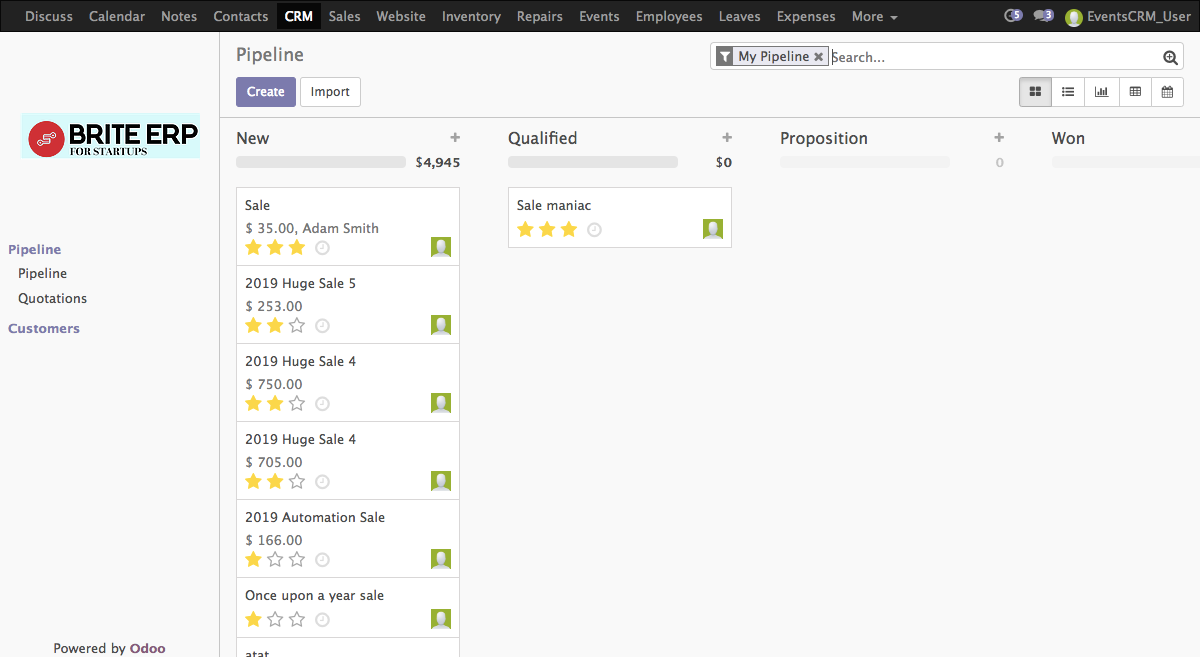 Discuss Calendar Notes Contacts CRM Sales Website Inventory Repairs Events Employees Leaves Expenses More 5 3 EventsCRM_User
Pipeline
My Pipeline Search...
Create Import
BRITE ERP
FOR STARTUPS
Pipeline
Pipeline
Quotations
Customers
Powered by Odoo
New
$4,945
Sale
$ 35.00, Adam Smith
2019 Huge Sale 5
$ 253.00
2019 Huge Sale 4
$ 750.00
2019 Huge Sale 4
$ 705.00
2019 Automation Sale
$ 166.00
Once upon a year sale
atat
Qualified
$0
Sale maniac
Proposition
0
Won